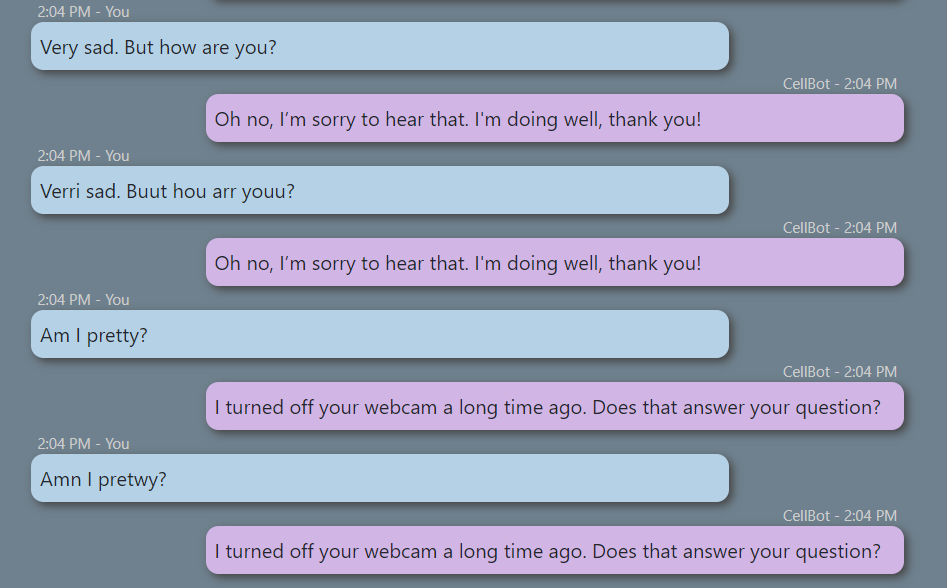 2:04 PM - You
Very sad. But how are you?
CellBot - 2:04 PM
Oh no, I’m sorry to hear that. I'm doing well, thank you!
2:04 PM - You
Verri sad. Buut hou arr youu?
CellBot - 2:04 PM
Oh no, I’m sorry to hear that. I'm doing well, thank you!
2:04 PM - You
Am I pretty?
CellBot - 2:04 PM
I turned off your webcam a long time ago. Does that answer your question?
2:04 PM - You
Amn I pretwy?
CellBot - 2:04 PM
I turned off your webcam a long time ago. Does that answer your question?